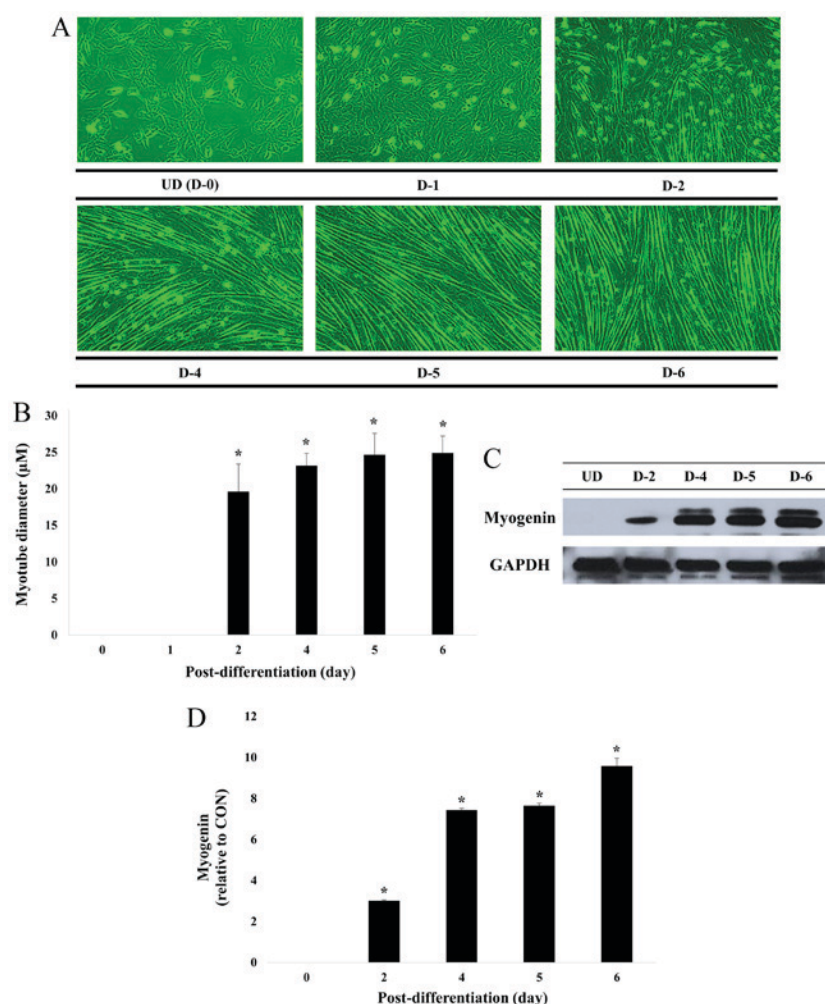 A
UD (D-0) D-1 D-2
D-4 D-5 D-6
B
30
25
20
15
10
5
0
Myotube diameter (μM)
* * * *
0 1 2 4 5 6
Post-differentiation (day)
C
UD D-2 D-4 D-5 D-6
Myogenin
GAPDH
D
12
10
8
6
4
2
0
Myogenin
(relative to CON)
* * * *
0 2 4 5 6
Post-differentiation (day)